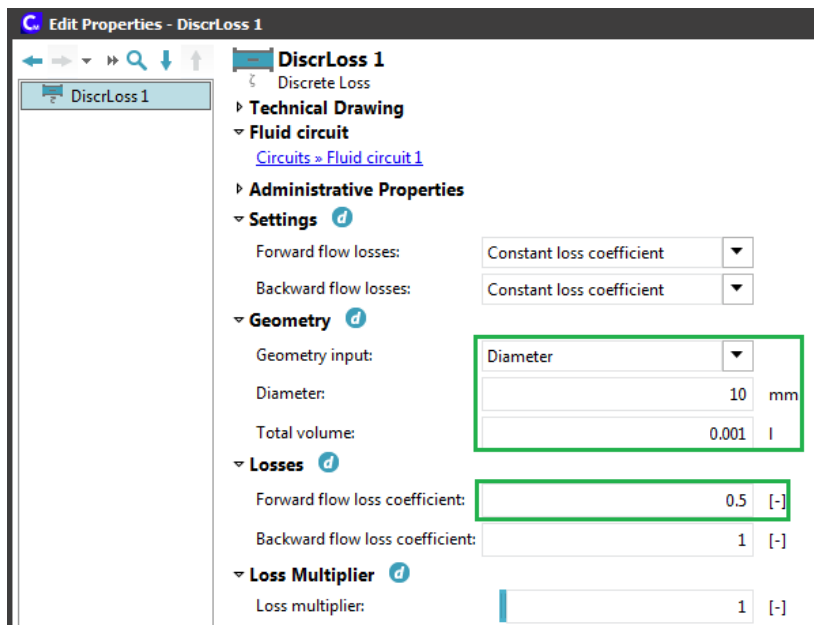 Edit Properties - DiscrLoss 1
DiscrLoss 1
DiscrLoss 1
ζ Discrete Loss
Technical Drawing
Fluid circuit
Circuits » Fluid circuit 1
Administrative Properties
Settings d
Forward flow losses: Constant loss coefficient
Backward flow losses: Constant loss coefficient
Geometry d
Geometry input: Diameter
Diameter: 10 mm
Total volume: 0.001 l
Losses d
Forward flow loss coefficient: 0.5 [-]
Backward flow loss coefficient: 1 [-]
Loss Multiplier d
Loss multiplier: 1 [-]